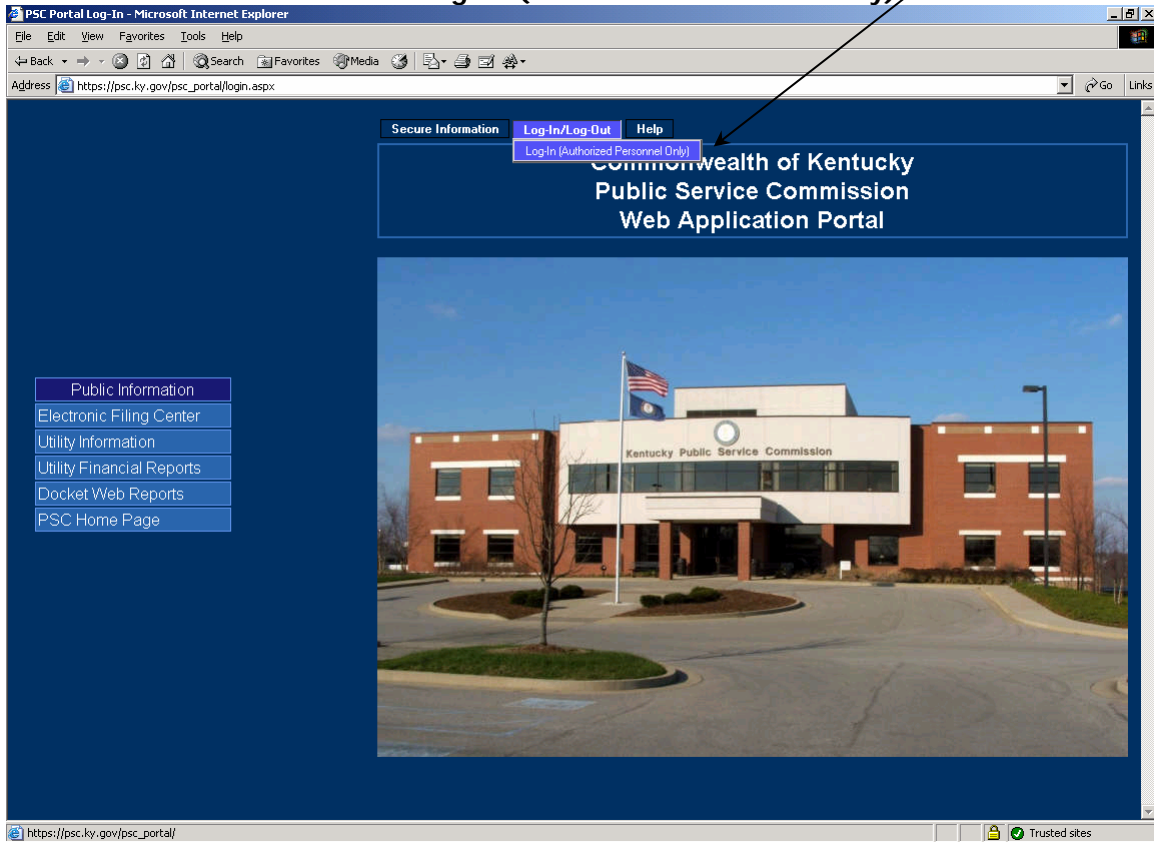 PSC Portal Log-In - Microsoft Internet Explorer
File Edit View Favorites Tools Help
Back Search Favorites Media
Address https://psc.ky.gov/psc_portal/login.aspx Go Links
Secure Information Log-In/Log-Out Help
Log-In (Authorized Personnel Only)
Commonwealth of Kentucky
Public Service Commission
Web Application Portal
Kentucky Public Service Commission
Public Information
Electronic Filing Center
Utility Information
Utility Financial Reports
Docket Web Reports
PSC Home Page
https://psc.ky.gov/psc_portal/ Trusted sites